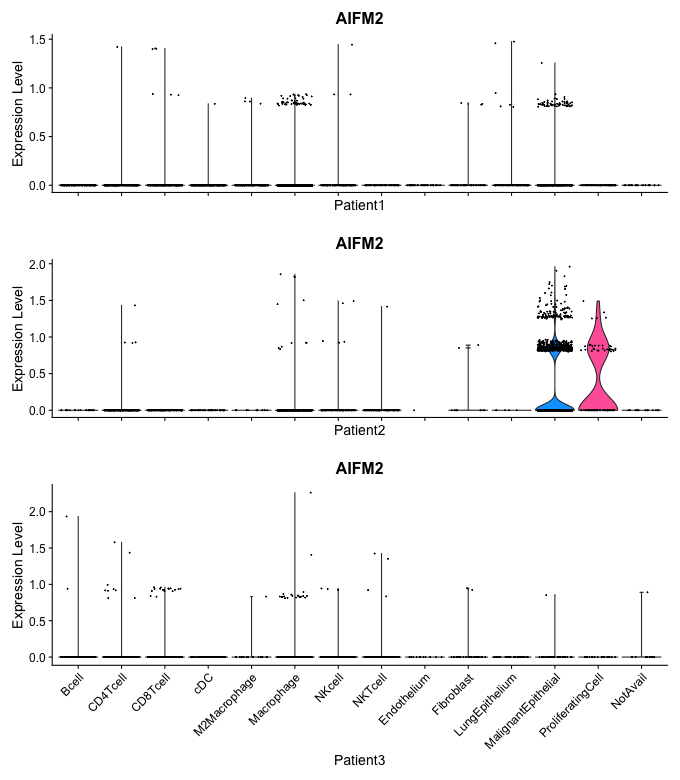 AIFM2
1.5
1.0
0.5
0.0
Expression Level
Patient1
AIFM2
2.0
1.5
1.0
0.5
0.0
Expression Level
Patient2
AIFM2
2.0
1.5
1.0
0.5
0.0
Expression Level
Bcell
CD4Tcell
CD8Tcell
cDC
M2Macrophage
Macrophage
NKcell
NKTcell
Endothelium
Fibroblast
LungEpithelium
MalignantEpithelial
ProliferatingCell
NotAvail
Patient3